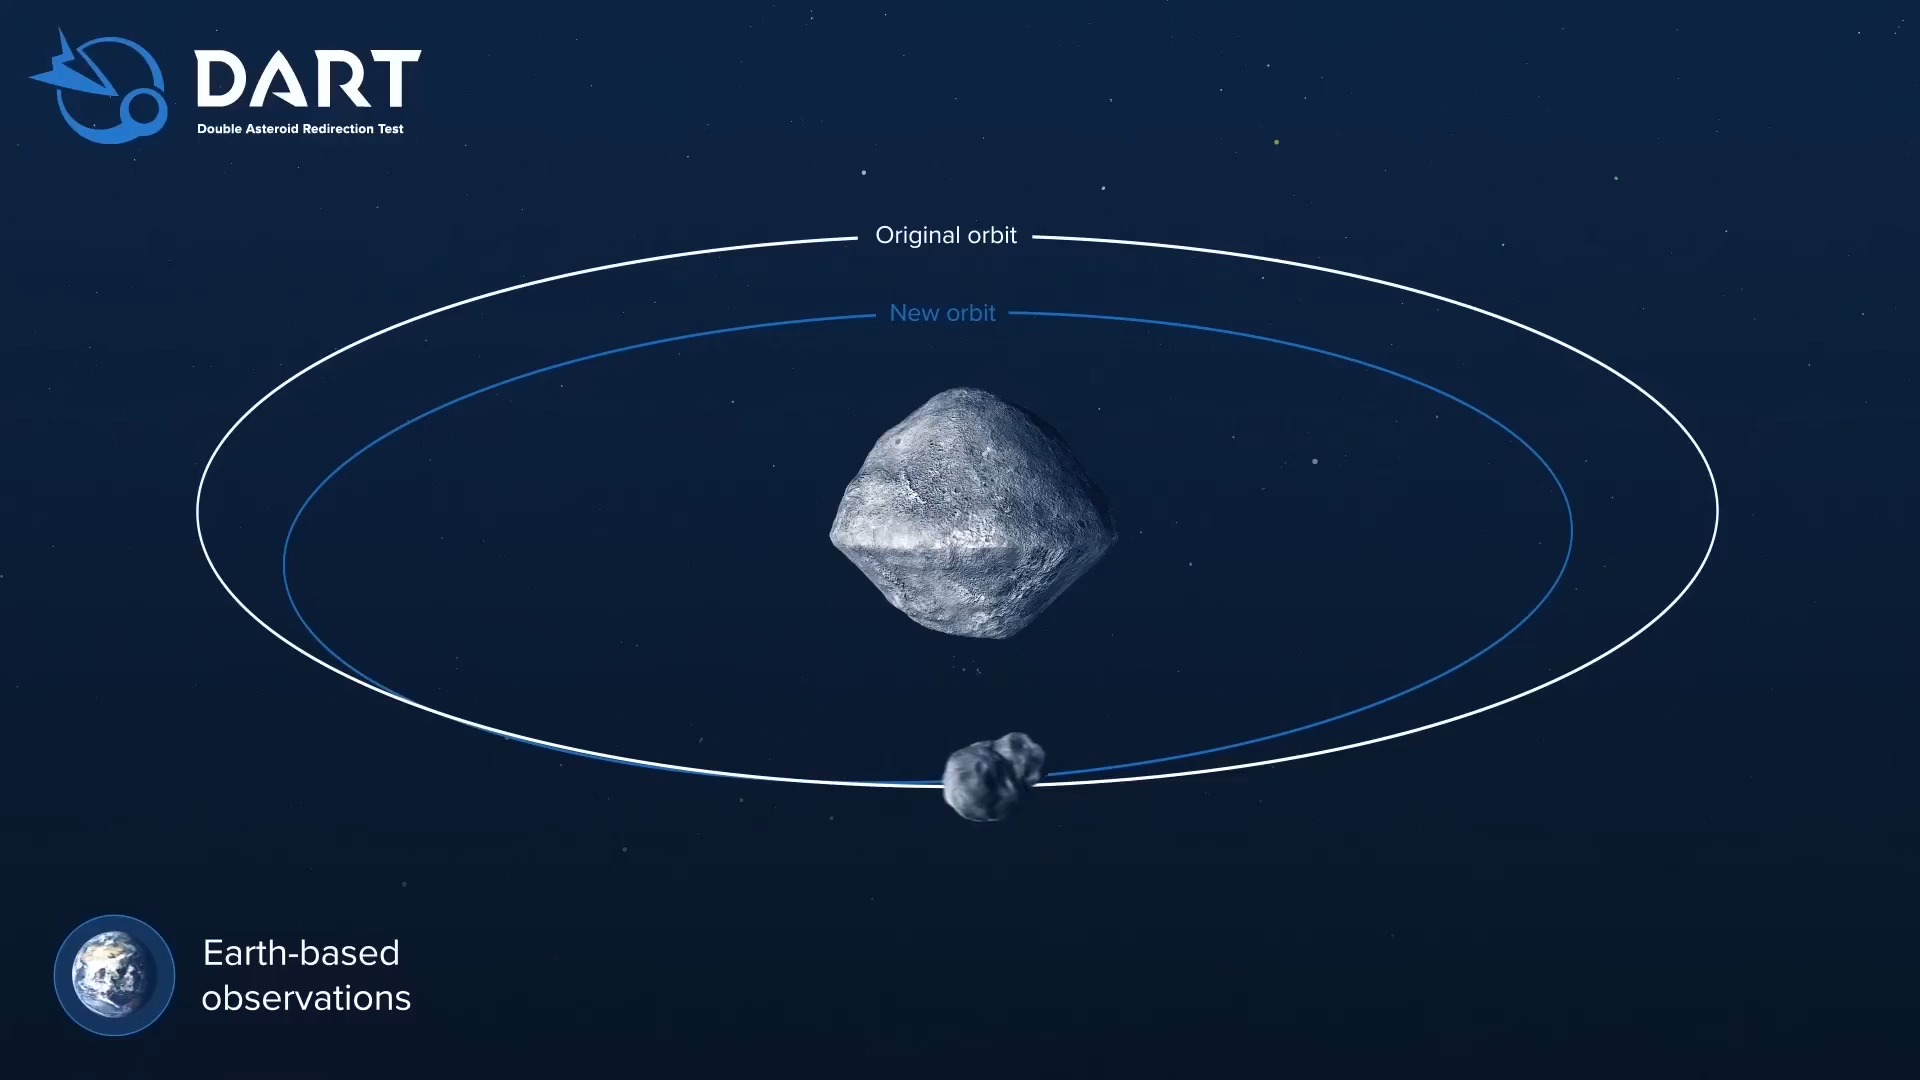 DART
Double Asteroid Redirection Test
Original orbit
New orbit
Earth-based
observations